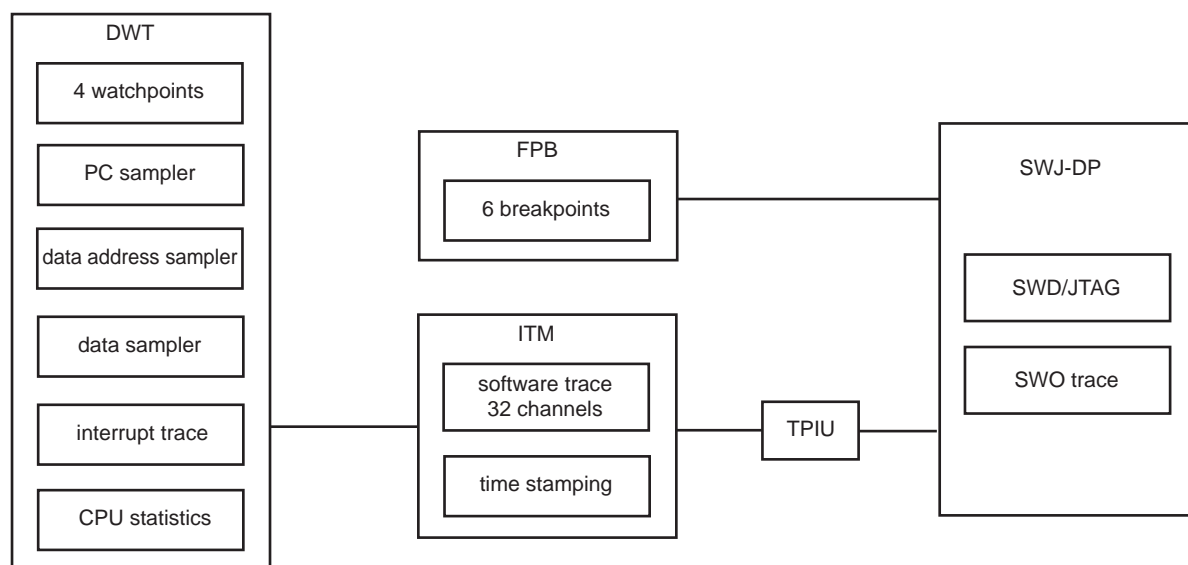 DWT
4 watchpoints
PC sampler
data address sampler
data sampler
interrupt trace
CPU statistics
FPB
6 breakpoints
ITM
software trace
32 channels
time stamping
TPIU
SWJ-DP
SWD/JTAG
SWO trace